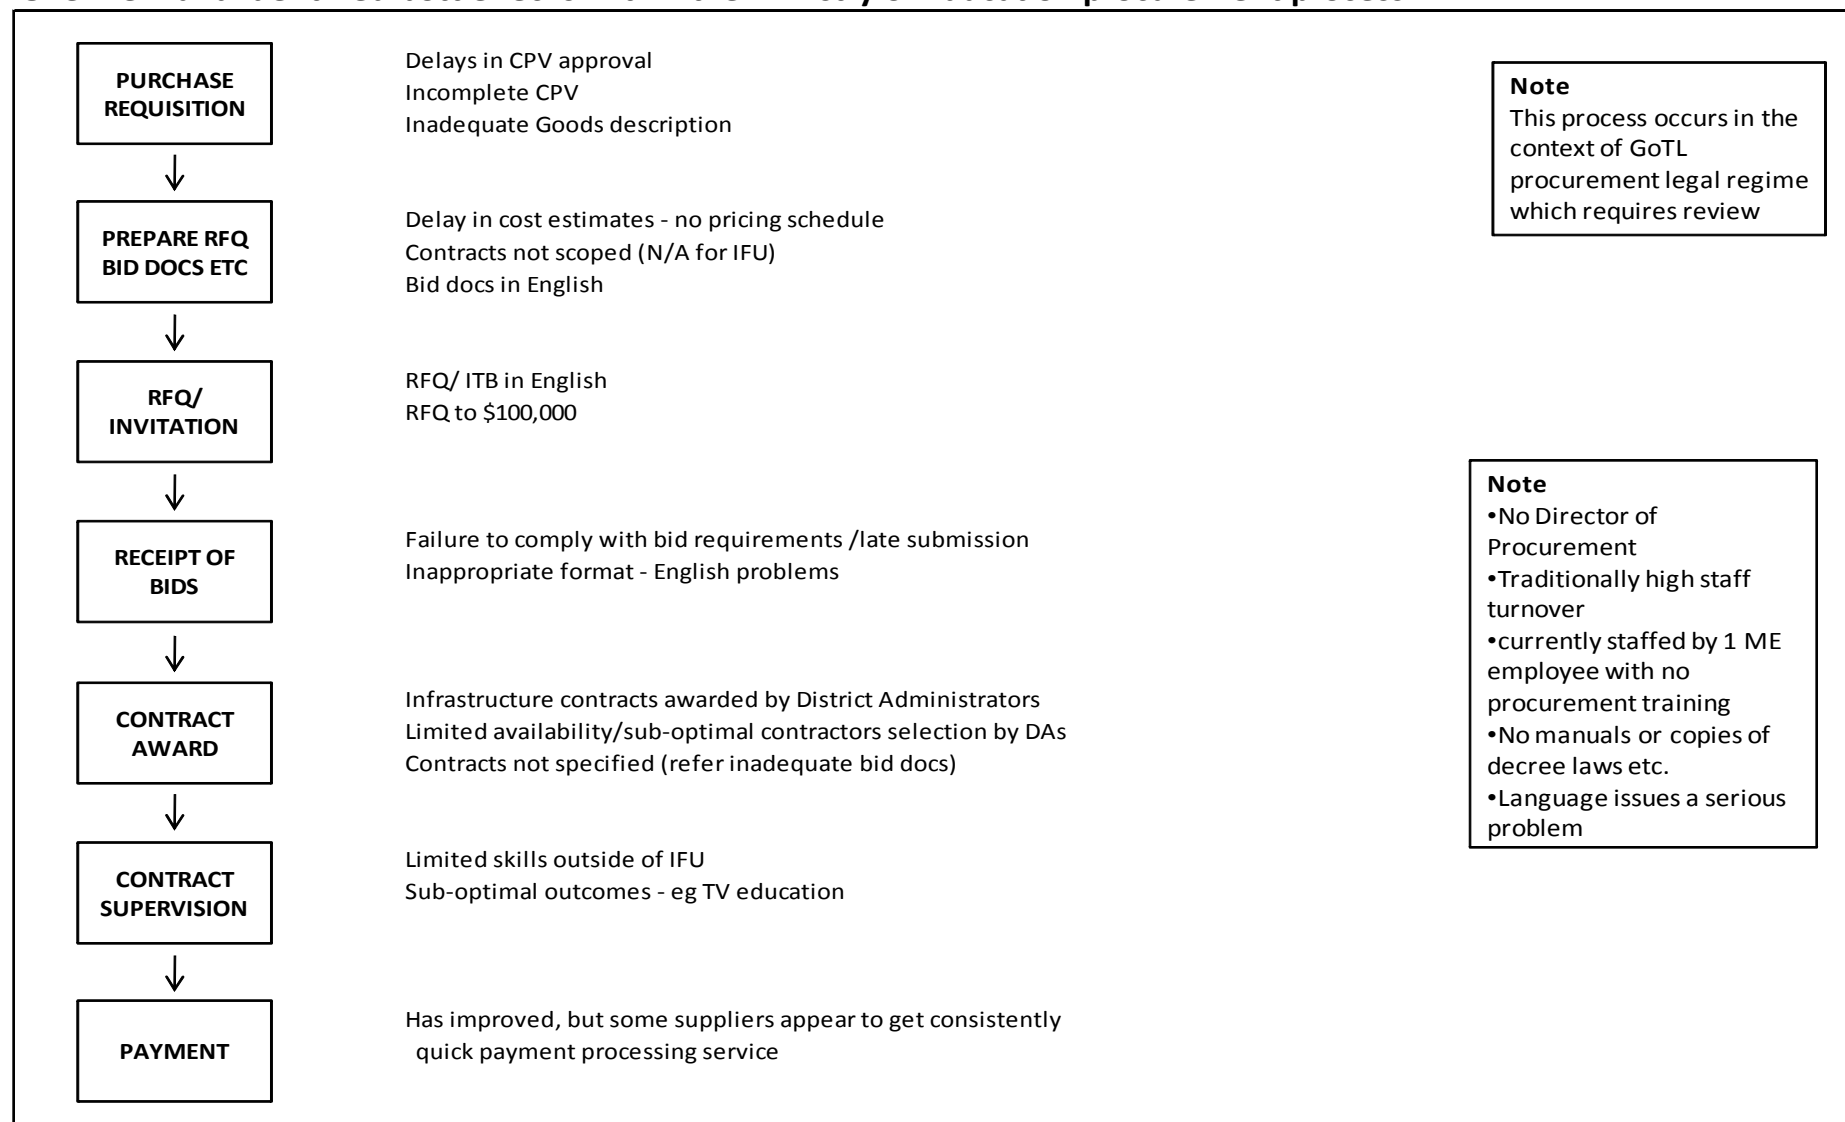 PURCHASE
REQUISITION
Delays in CPV approval
Incomplete CPV
Inadequate Goods description
Note
This process occurs in the
context of GoTL
procurement legal regime
which requires review
PREPARE RFQ
BID DOCS ETC
Delay in cost estimates - no pricing schedule
Contracts not scoped (N/A for IFU)
Bid docs in English
RFQ/
INVITATION
RFQ/ ITB in English
RFQ to $100,000
RECEIPT OF
BIDS
Failure to comply with bid requirements /late submission
Inappropriate format - English problems
Note
•No Director of
Procurement
•Traditionally high staff
turnover
•currently staffed by 1 ME
employee with no
procurement training
•No manuals or copies of
decree laws etc.
•Language issues a serious
problem
CONTRACT
AWARD
Infrastructure contracts awarded by District Administrators
Limited availability/sub-optimal contractors selection by DAs
Contracts not specified (refer inadequate bid docs)
CONTRACT
SUPERVISION
Limited skills outside of IFU
Sub-optimal outcomes - eg TV education
PAYMENT
Has improved, but some suppliers appear to get consistently
quick payment processing service